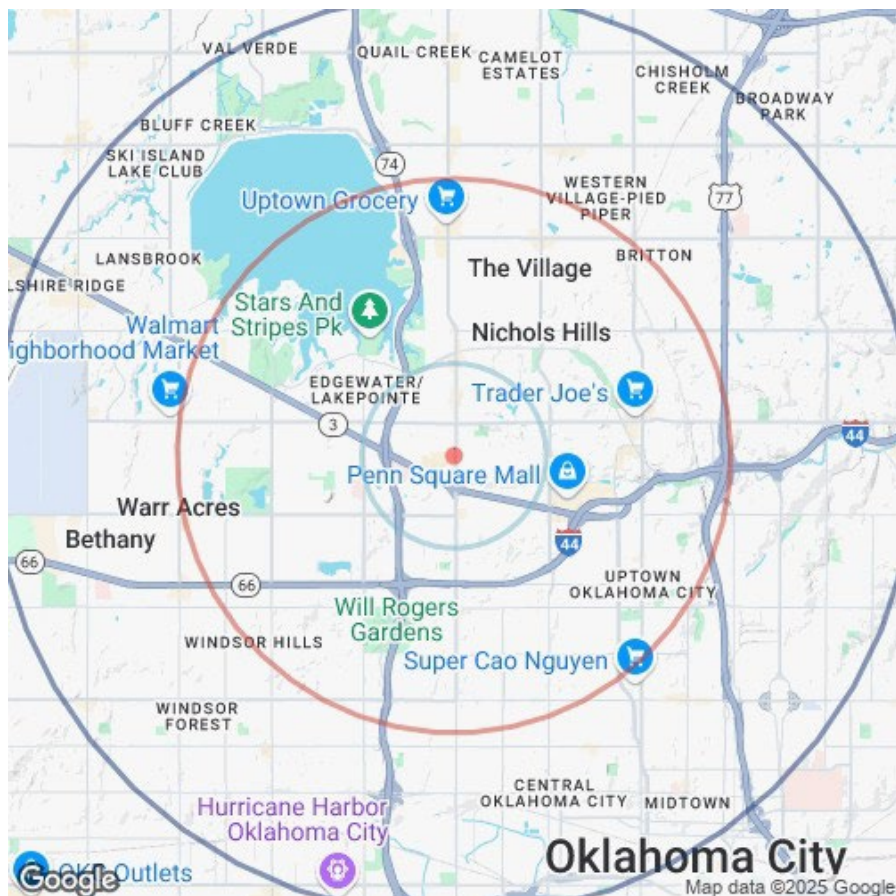 VAL VERDE
QUAIL CREEK
CAMELOT
ESTATES
CHISHOLM
CREEK
BROADWAY
PARK
BLUFF CREEK
SKI ISLAND
LAKE CLUB
74
Uptown Grocery
WESTERN
VILLAGE-PIED
PIPER
77
LANSBROOK
The Village
BRITTON
LSHIRE RIDGE
Stars And
Stripes Pk
Walmart
ighborhood Market
Nichols Hills
EDGEWATER/
LAKEPOINTE
Trader Joe's
3
44
Penn Square Mall
Warr Acres
Bethany
44
66
66
UPTOWN
OKLAHOMA CITY
Will Rogers
Gardens
WINDSOR HILLS
Super Cao Nguyen
WINDSOR
FOREST
CENTRAL
OKLAHOMA CITY
MIDTOWN
Hurricane Harbor
Oklahoma City
Oklahoma City
OKC Outlets
Google
Map data ©2025 Google